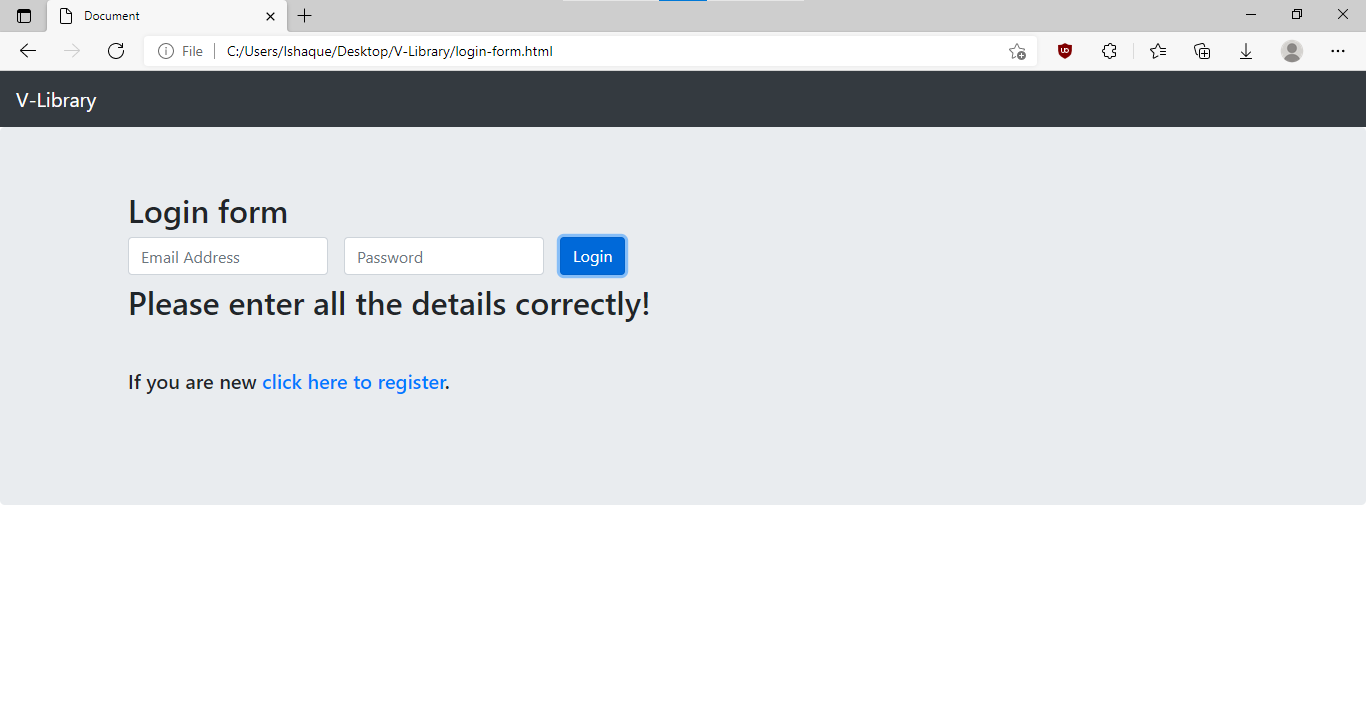 Document
File C:/Users/Ishaque/Desktop/V-Library/login-form.html
V-Library
Login form
Email Address Password Login
Please enter all the details correctly!
If you are new click here to register.